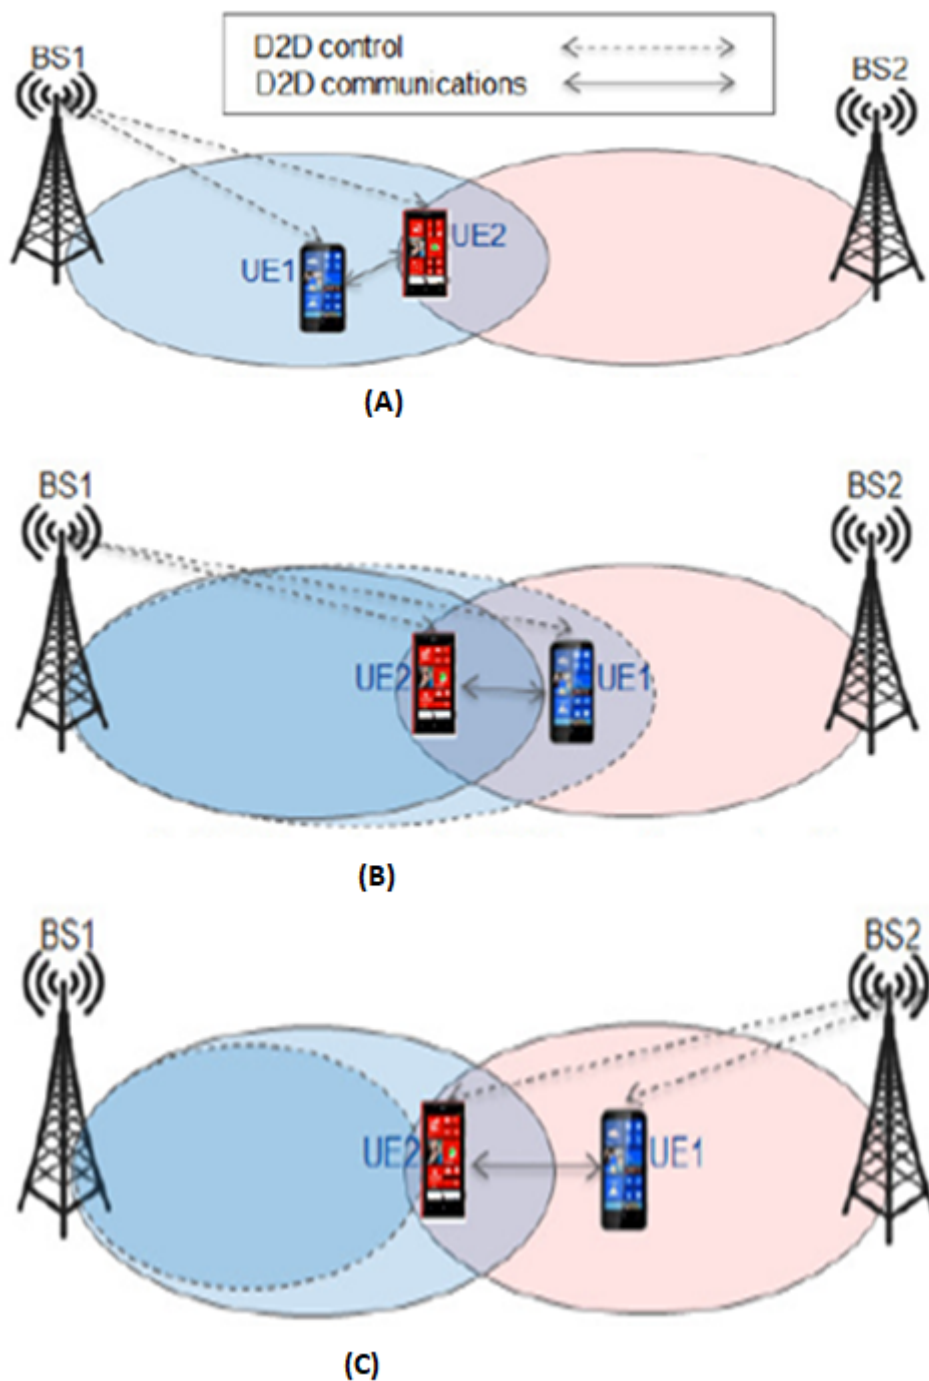 BS1
D2D control
D2D communications
BS2
UE1
UE2
(A)
BS1
BS2
UE2
UE1
(B)
BS1
BS2
UE2
UE1
(C)